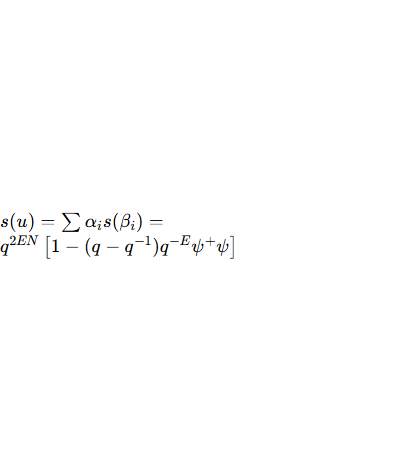 s(u) = ∑ α_i s(β_i) =
q^{2EN} [1 − (q − q^{−1})q^{−E}ψ^+ψ]